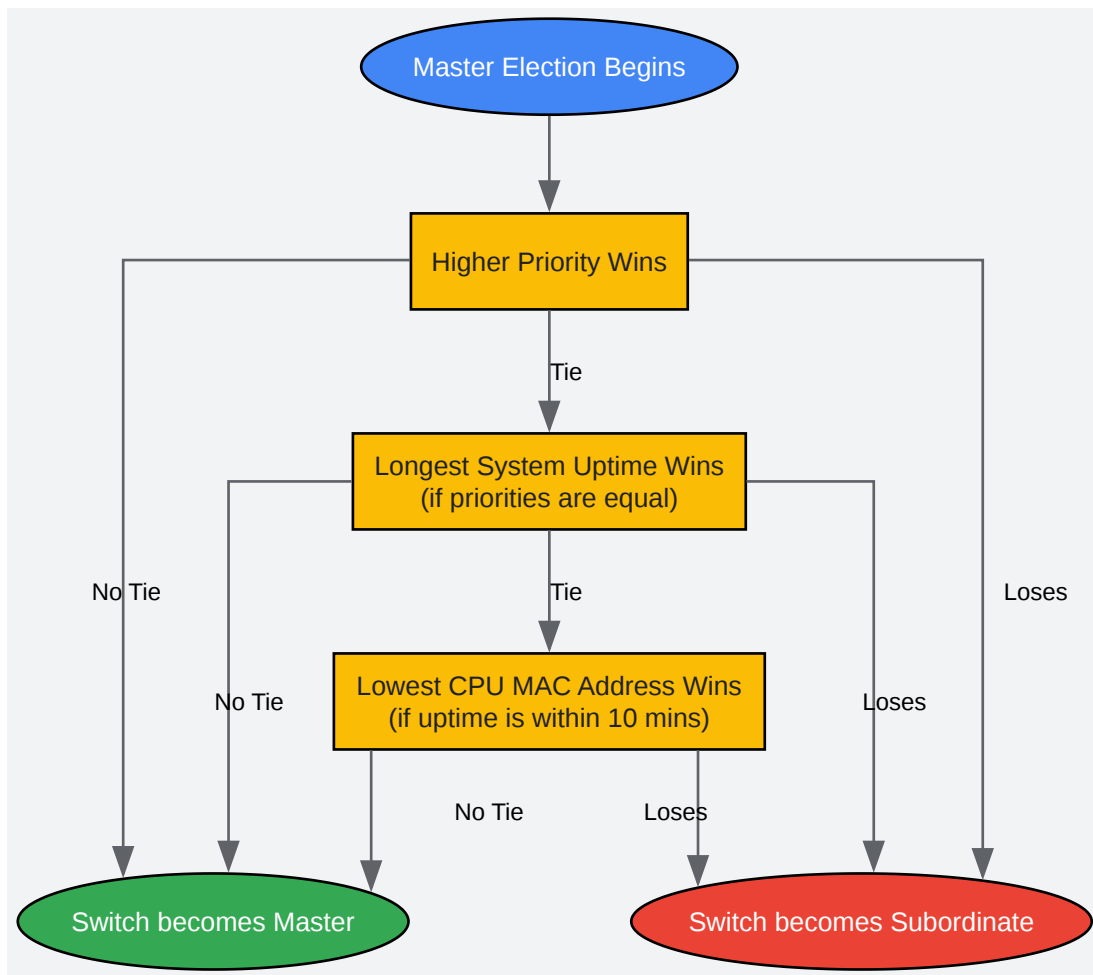 Master Election Begins
Higher Priority Wins
Tie
Longest System Uptime Wins
(if priorities are equal)
No Tie
Tie
Loses
Lowest CPU MAC Address Wins
(if uptime is within 10 mins)
No Tie
Loses
No Tie
Loses
Switch becomes Master
Switch becomes Subordinate